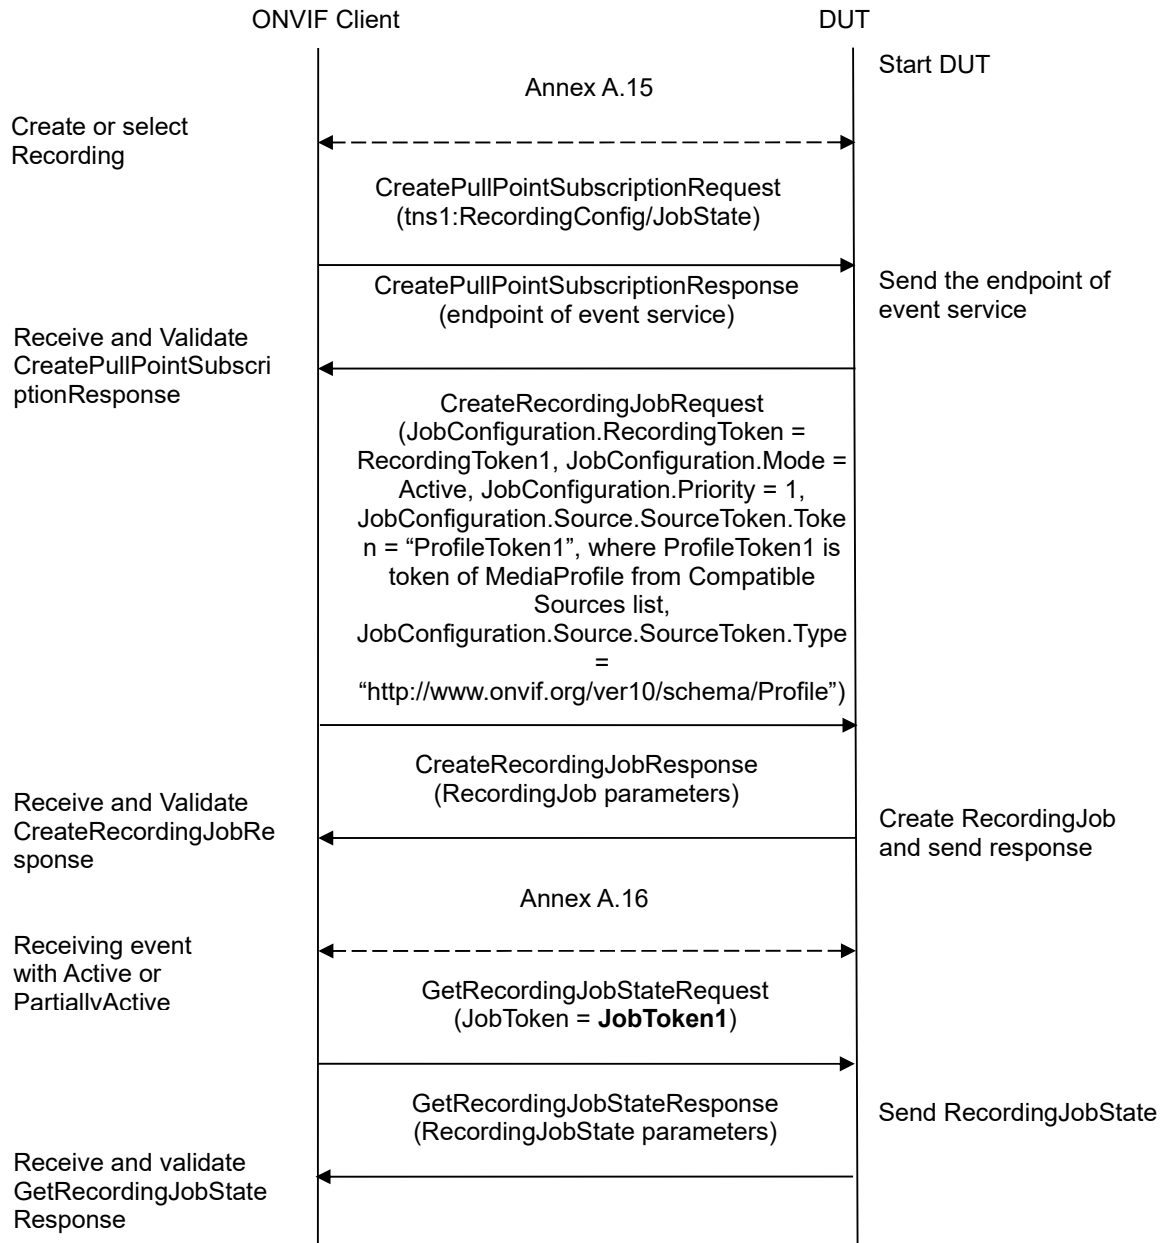 ONVIF Client
DUT
Start DUT
Annex A.15
Create or select
Recording
CreatePullPointSubscriptionRequest
(tns1:RecordingConfig/JobState)
CreatePullPointSubscriptionResponse
(endpoint of event service)
Send the endpoint of
event service
Receive and Validate
CreatePullPointSubscri
ptionResponse
CreateRecordingJobRequest
(JobConfiguration.RecordingToken =
RecordingToken1, JobConfiguration.Mode =
Active, JobConfiguration.Priority = 1,
JobConfiguration.Source.SourceToken.Toke
n = “ProfileToken1”, where ProfileToken1 is
token of MediaProfile from Compatible
Sources list,
JobConfiguration.Source.SourceToken.Type
=
“http://www.onvif.org/ver10/schema/Profile”)
CreateRecordingJobResponse
(RecordingJob parameters)
Receive and Validate
CreateRecordingJobRe
sponse
Create RecordingJob
and send response
Annex A.16
Receiving event
with Active or
PartiallyActive
GetRecordingJobStateRequest
(JobToken = JobToken1)
GetRecordingJobStateResponse
(RecordingJobState parameters)
Send RecordingJobState
Receive and validate
GetRecordingJobState
Response